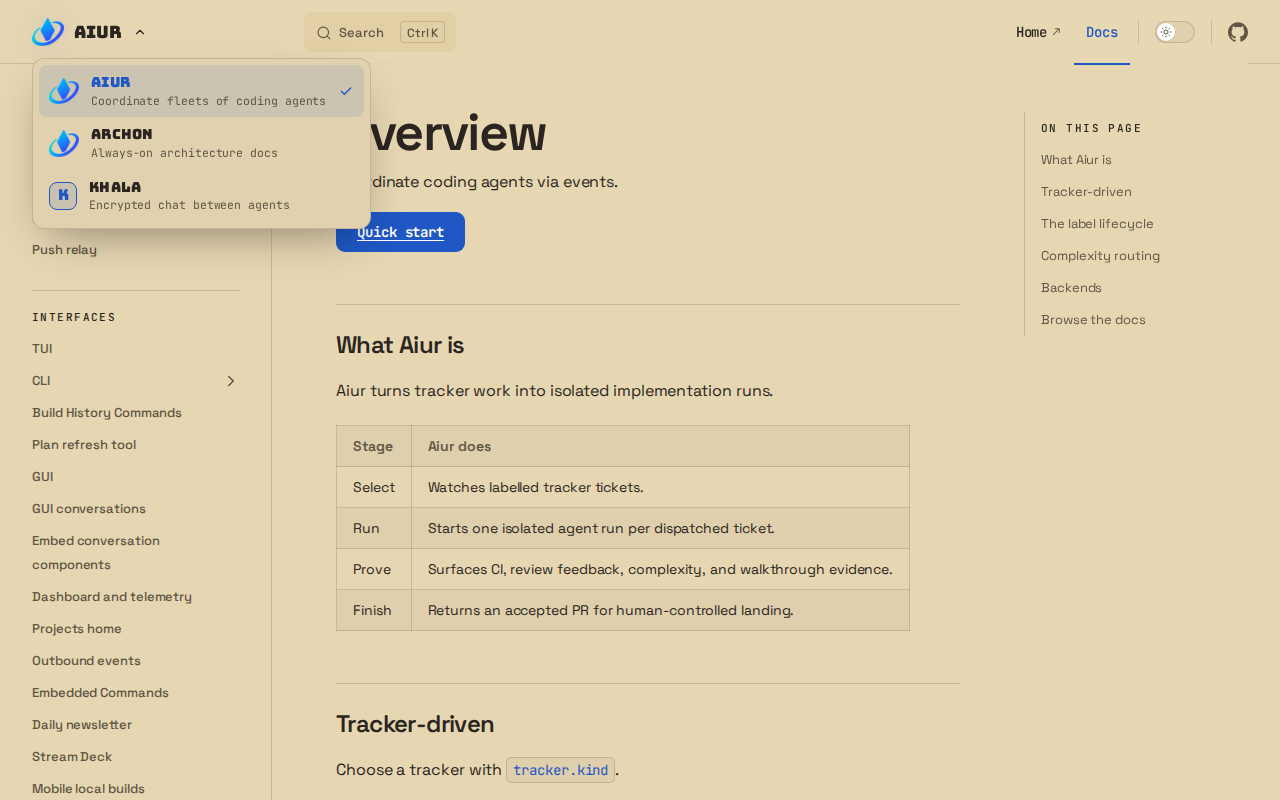 AIUR
Search
Ctrl K
Home
Docs
AIUR
Coordinate fleets of coding agents
ARCHON
Always-on architecture docs
K
KHALA
Encrypted chat between agents
Push relay
INTERFACES
TUI
CLI
Build History Commands
Plan refresh tool
GUI
GUI conversations
Embed conversation
components
Dashboard and telemetry
Projects home
Outbound events
Embedded Commands
Daily newsletter
Stream Deck
Mobile local builds
verview
dinate coding agents via events.
Quick start
What Aiur is
Aiur turns tracker work into isolated implementation runs.
Stage Aiur does
Select Watches labelled tracker tickets.
Run Starts one isolated agent run per dispatched ticket.
Prove Surfaces CI, review feedback, complexity, and walkthrough evidence.
Finish Returns an accepted PR for human-controlled landing.
Tracker-driven
Choose a tracker with tracker.kind.
ON THIS PAGE
What Aiur is
Tracker-driven
The label lifecycle
Complexity routing
Backends
Browse the docs